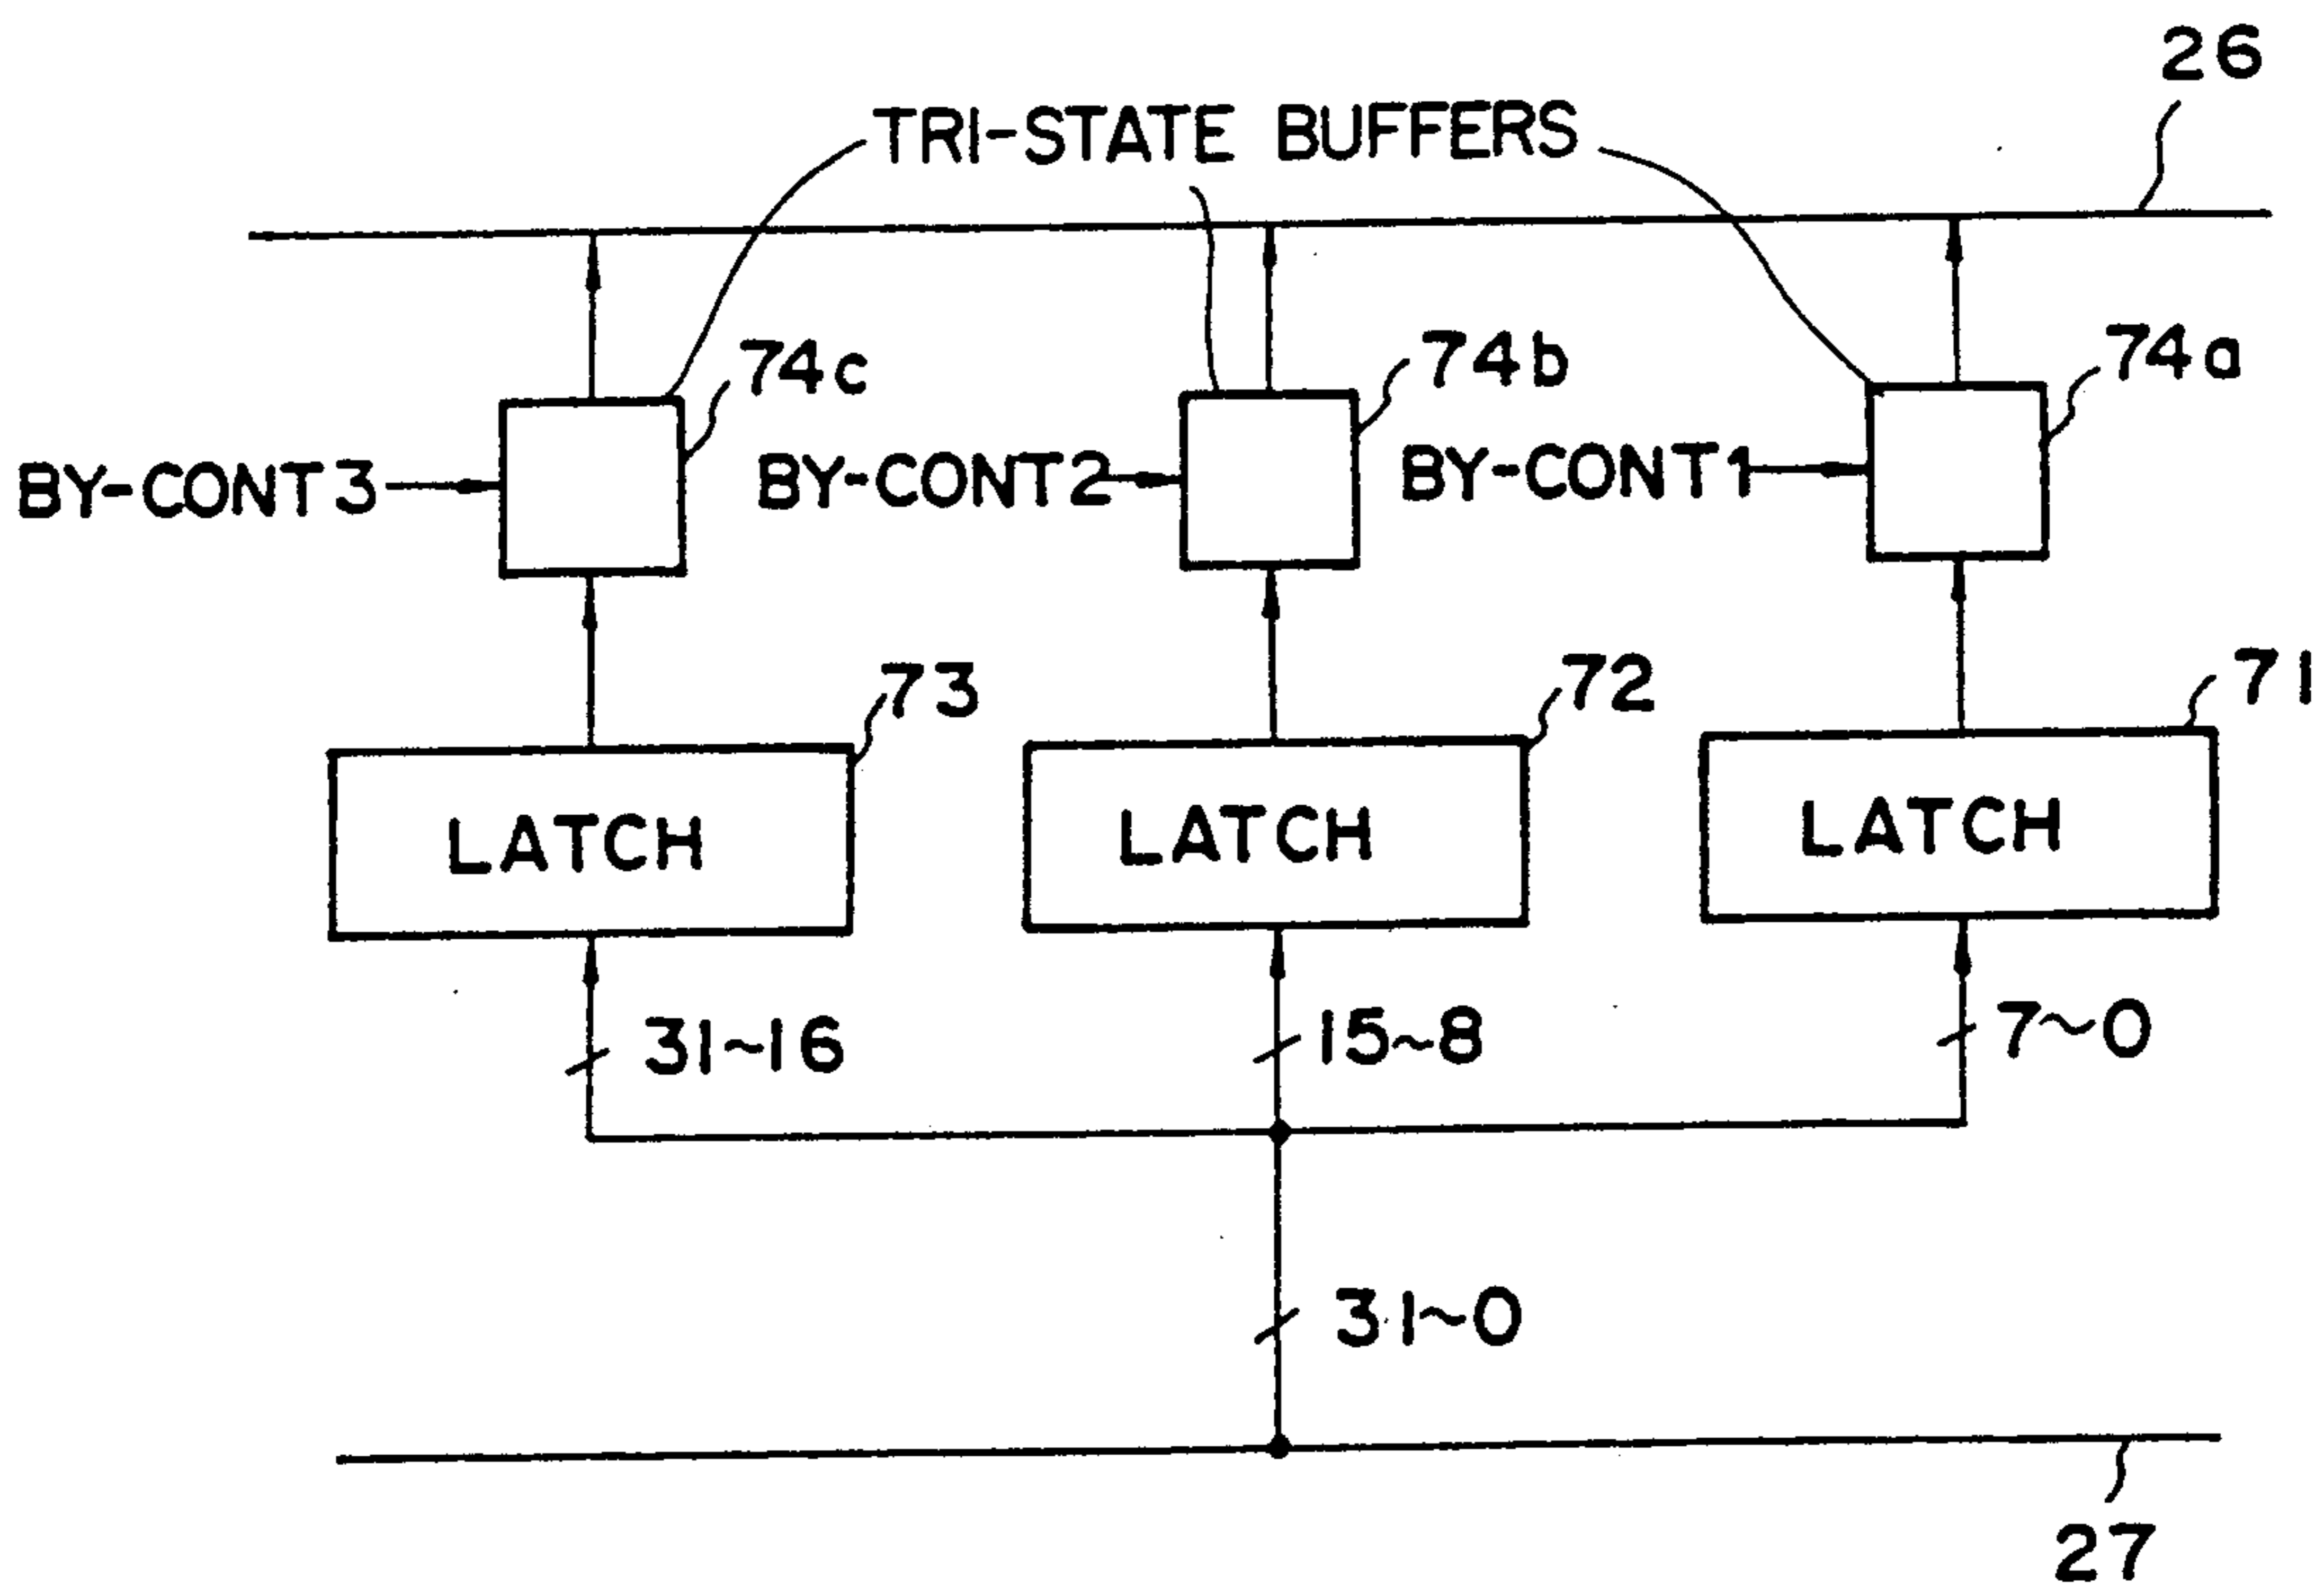 26
TRI-STATE BUFFERS
74c
74b
74a
BY-CONT3
BY-CONT2
BY-CONT1
73
72
71
LATCH
LATCH
LATCH
31~16
15~8
7~0
31~0
27